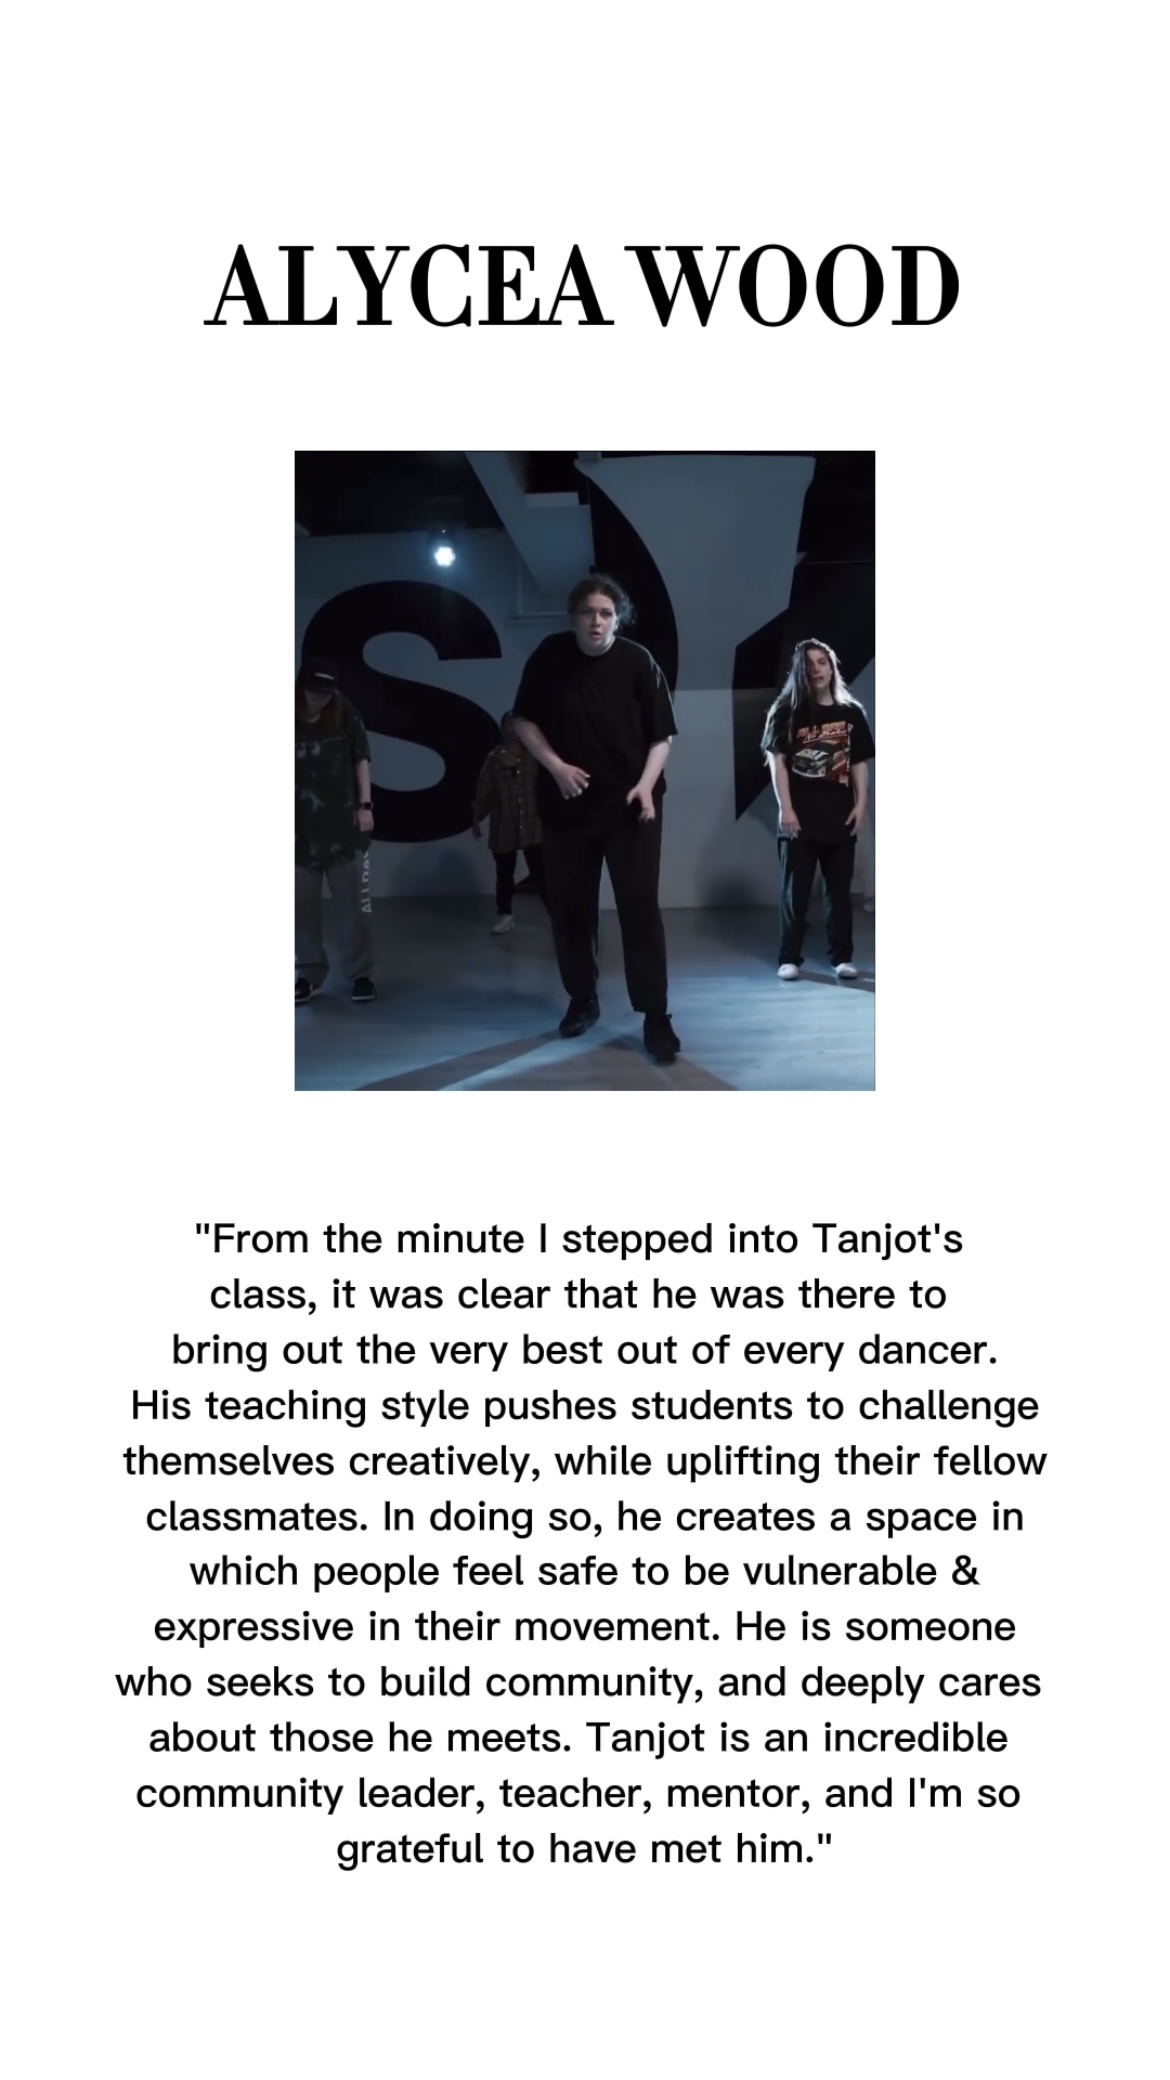 ALYCEA WOOD
S
"From the minute I stepped into Tanjot's
class, it was clear that he was there to
bring out the very best out of every dancer.
His teaching style pushes students to challenge
themselves creatively, while uplifting their fellow
classmates. In doing so, he creates a space in
which people feel safe to be vulnerable &
expressive in their movement. He is someone
who seeks to build community, and deeply cares
about those he meets. Tanjot is an incredible
community leader, teacher, mentor, and I'm so
grateful to have met him."